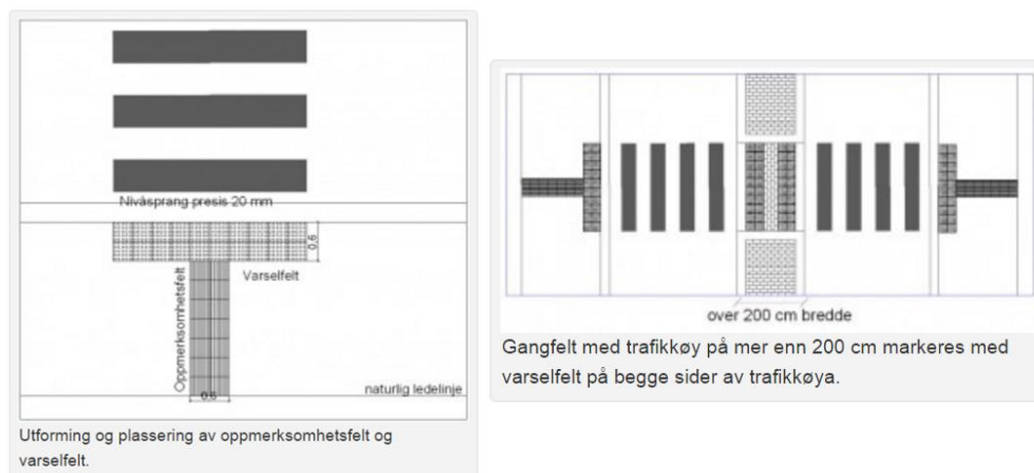 Nivåsprang presis 20 mm
0,6
Varselfelt
Oppmerksomhetsfelt
naturlig ledelinje
0,6
Utforming og plassering av oppmerksomhetsfelt og
varselfelt.
over 200 cm bredde
Gangfelt med trafikkøy på mer enn 200 cm markeres med
varselfelt på begge sider av trafikkøya.